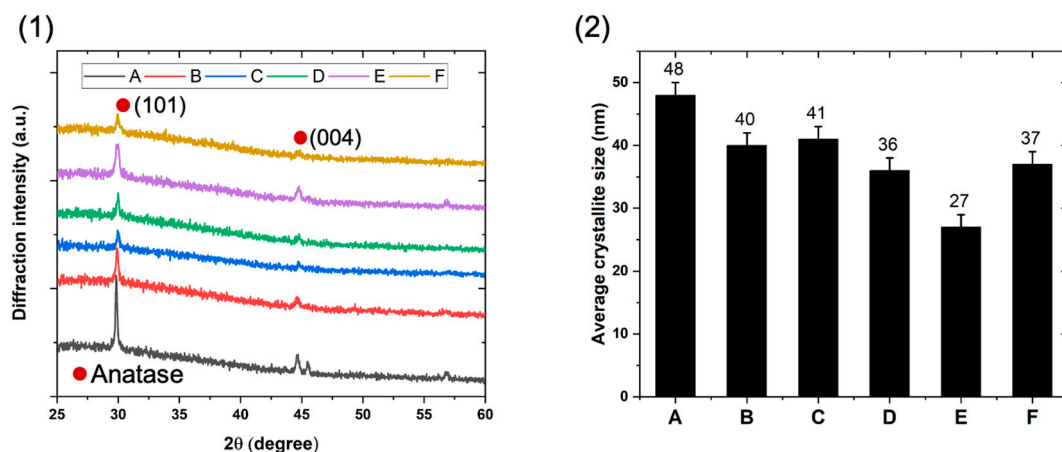 (1)
A B C D E F
(101)
(004)
Anatase
Diffraction intensity (a.u.)
25 30 35 40 45 50 55 60
2θ (degree)
(2)
Average crystallite size (nm)
50
40
30
20
10
0
48
40
41
36
27
37
A B C D E F